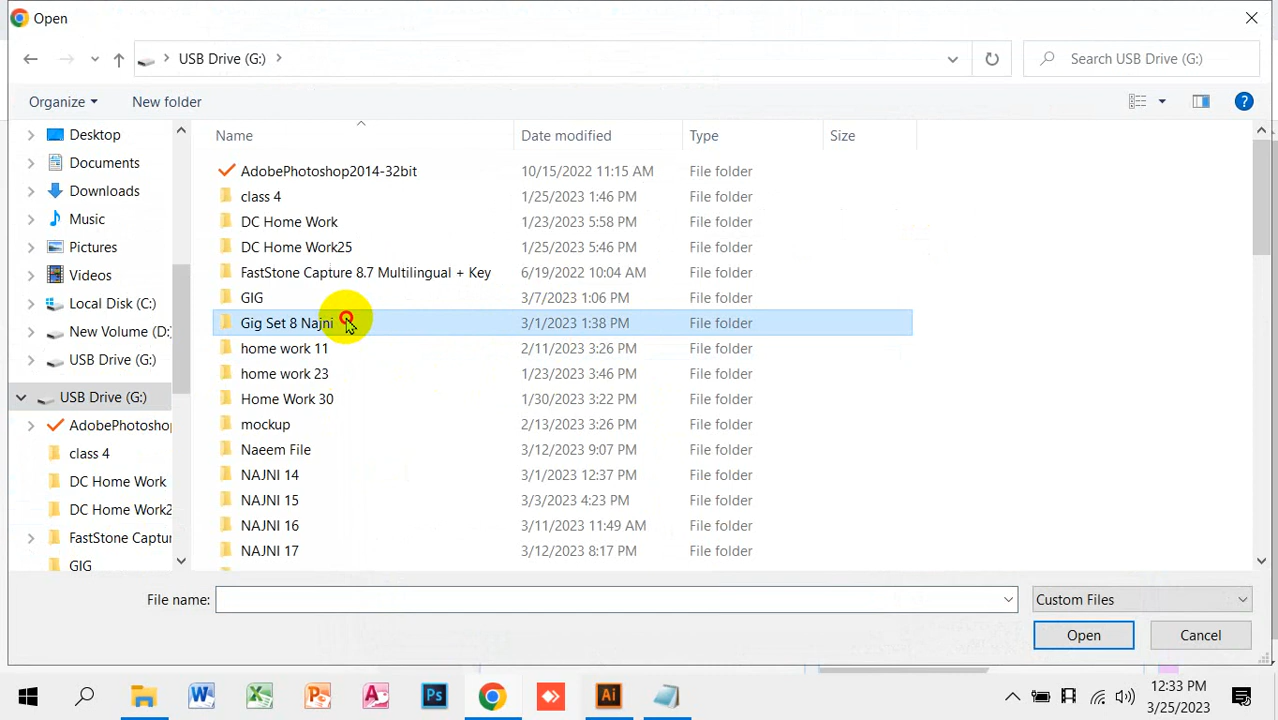 Open
USB Drive (G:)
Search USB Drive (G:)
Organize
New folder
Desktop
Documents
Downloads
Music
Pictures
Videos
Local Disk (C:)
New Volume (D:)
USB Drive (G:)
USB Drive (G:)
AdobePhotoshop
class 4
DC Home Work
DC Home Work2
FastStone Captur
GIG
Name Date modified Type Size
AdobePhotoshop2014-32bit 10/15/2022 11:15 AM File folder
class 4 1/25/2023 1:46 PM File folder
DC Home Work 1/23/2023 5:58 PM File folder
DC Home Work25 1/25/2023 5:46 PM File folder
FastStone Capture 8.7 Multilingual + Key 6/19/2022 10:04 AM File folder
GIG 3/7/2023 1:06 PM File folder
Gig Set 8 Najni 3/1/2023 1:38 PM File folder
home work 11 2/11/2023 3:26 PM File folder
home work 23 1/23/2023 3:46 PM File folder
Home Work 30 1/30/2023 3:22 PM File folder
mockup 2/13/2023 3:26 PM File folder
Naeem File 3/12/2023 9:07 PM File folder
NAJNI 14 3/1/2023 12:37 PM File folder
NAJNI 15 3/3/2023 4:23 PM File folder
NAJNI 16 3/11/2023 11:49 AM File folder
NAJNI 17 3/12/2023 8:17 PM File folder
File name:
Custom Files
Open
Cancel
Ps
Ai
12:33 PM
3/25/2023